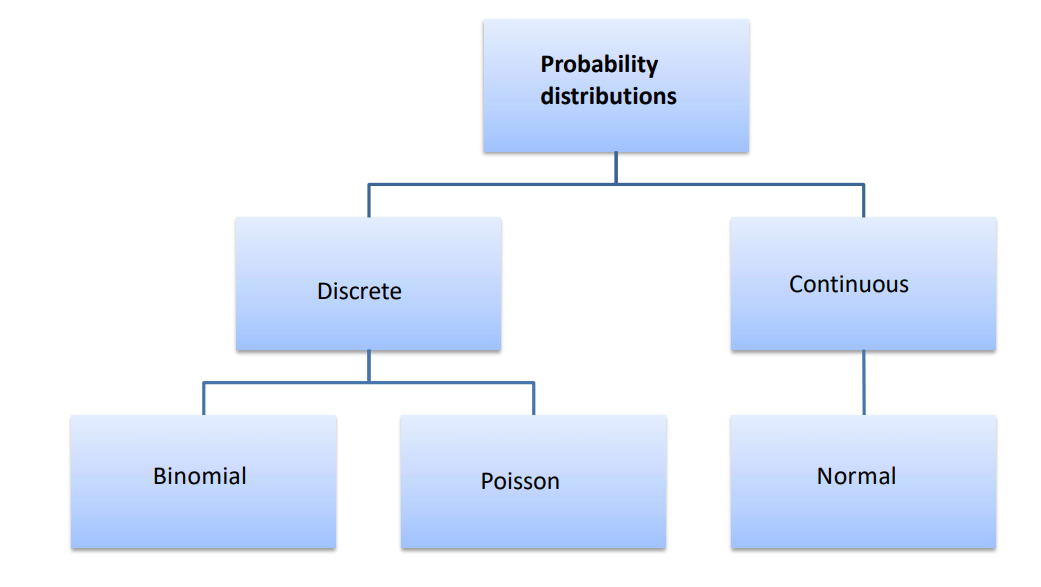 Probability
distributions
Discrete
Continuous
Binomial
Poisson
Normal